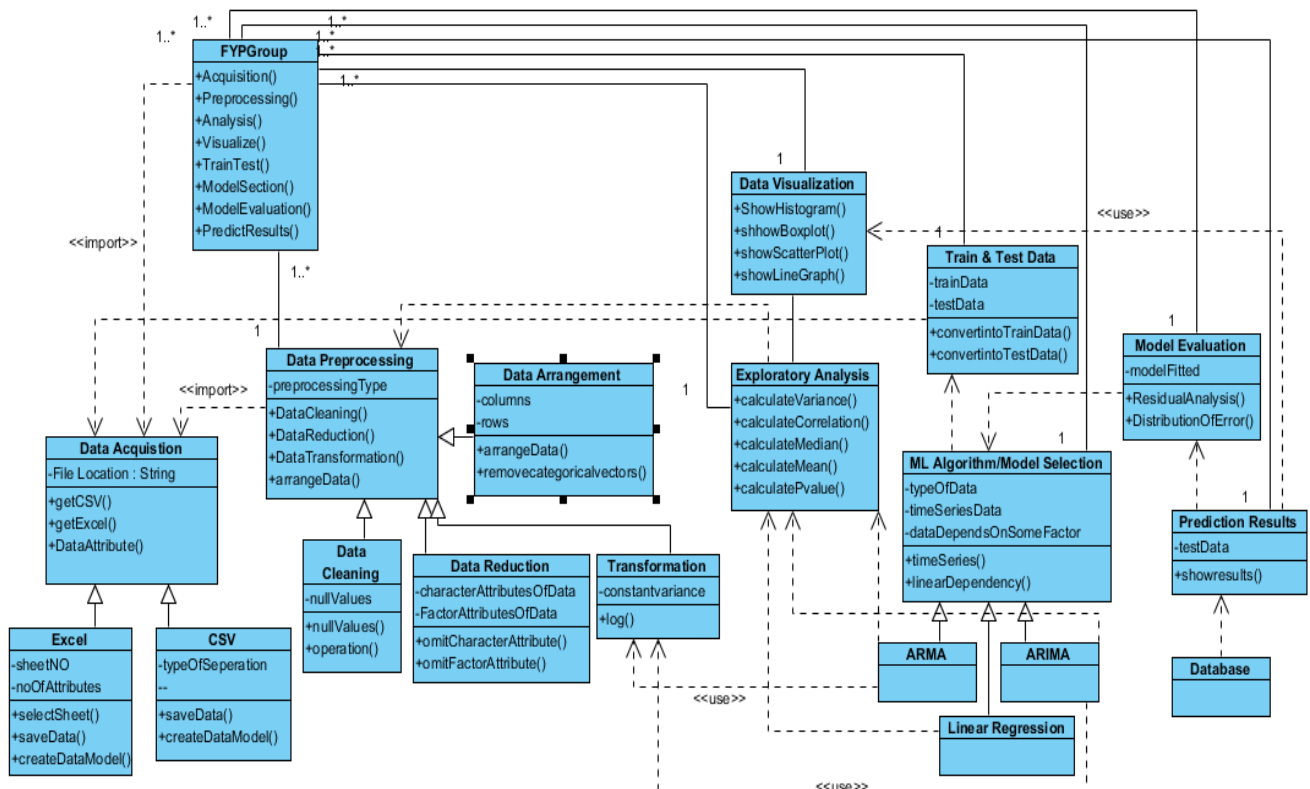 1..*
1..*
1..*
1..*
1..*
1..*
FYPGroup
+Acquisition()
+Preprocessing()
+Analysis()
+Visualize()
+TrainTest()
+ModelSection()
+ModelEvaluation()
+PredictResults()
<<import>>
1..*
1
Data Visualization
+ShowHistogram()
+shhowBoxplot()
+showScatterPlot()
+showLineGraph()
<<use>>
1
Train & Test Data
-trainData
-testData
+convertintoTrainData()
+convertintoTestData()
1
Model Evaluation
-modelFitted
+ResidualAnalysis()
+DistributionOfError()
1
Data Preprocessing
-preprocessingType
+DataCleaning()
+DataReduction()
+DataTransformation()
+arrangeData()
<<import>>
Data Arrangement
-columns
-rows
+arrangeData()
+removecategoricalvectors()
1
Exploratory Analysis
+calculateVariance()
+calculateCorrelation()
+calculateMedian()
+calculateMean()
+calculatePvalue()
1
ML Algorithm/Model Selection
-typeOfData
-timeSeriesData
-dataDependsOnSomeFactor
+timeSeries()
+linearDependency()
1
Prediction Results
-testData
+showresults()
Data Acquistion
-File Location : String
+getCSV()
+getExcel()
+DataAttribute()
Data
Cleaning
-nullValues
+nullValues()
+operation()
Data Reduction
-characterAttributesOfData
-FactorAttributesOfData
+omitCharacterAttribute()
+omitFactorAttribute()
Transformation
-constantvariance
+log()
Excel
-sheetNO
-noOfAttributes
+selectSheet()
+saveData()
+createDataModel()
CSV
-typeOfSeperation
--
+saveData()
+createDataModel()
ARMA
ARIMA
Database
<<use>>
Linear Regression
<<use>>